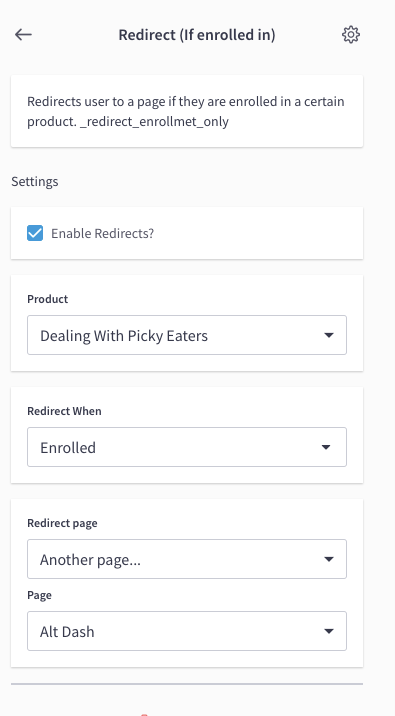 Redirect (If enrolled in)
Redirects user to a page if they are enrolled in a certain
product. _redirect_enrollmet_only
Settings
Enable Redirects?
Product
Dealing With Picky Eaters
Redirect When
Enrolled
Redirect page
Another page...
Page
Alt Dash